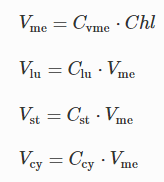 V_me = C_vme · Chl
V_lu = C_lu · V_me
V_st = C_st · V_me
V_cy = C_cy · V_me